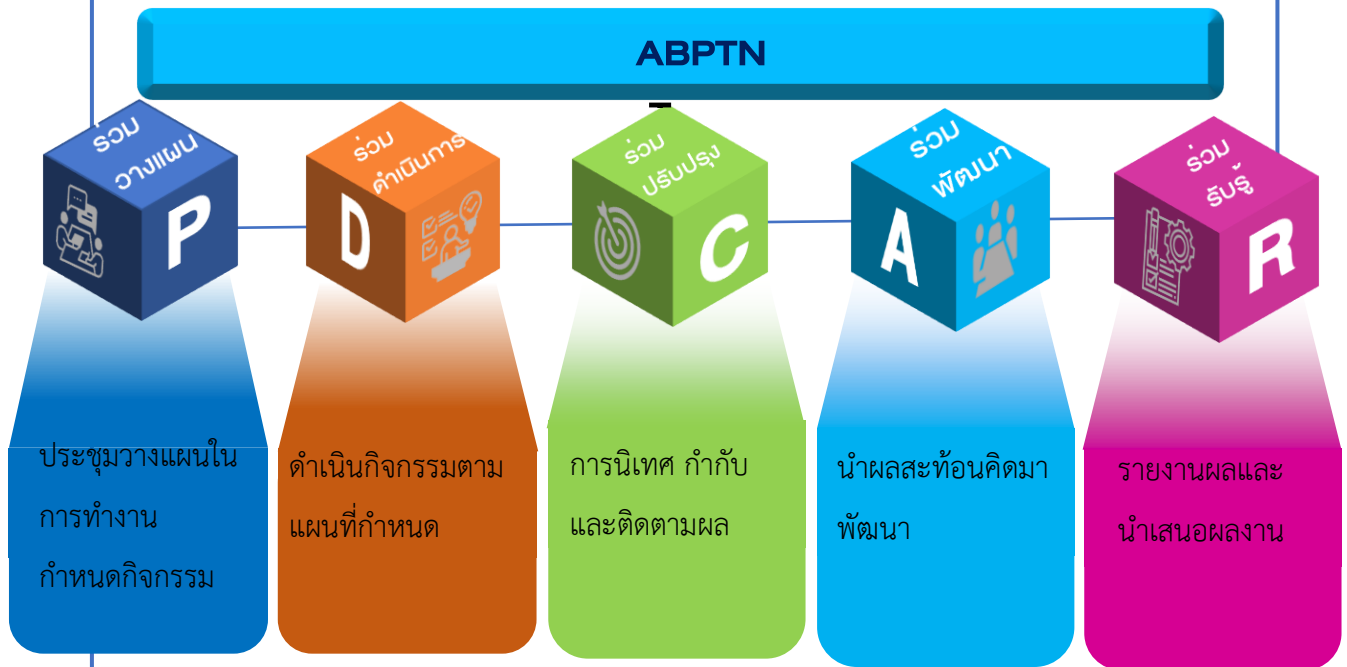 ABPTN
ร่วม
วางแผน
P
ร่วม
ดำเนินการ
D
ร่วม
ปรับปรุง
C
ร่วม
พัฒนา
A
ร่วม
รับรู้
R
ประชุมวางแผนใน
การทำงาน
กำหนดกิจกรรม
ดำเนินกิจกรรมตาม
แผนที่กำหนด
การนิเทศ กำกับ
และติดตามผล
นำผลสะท้อนคิดมา
พัฒนา
รายงานผลและ
นำเสนอผลงาน